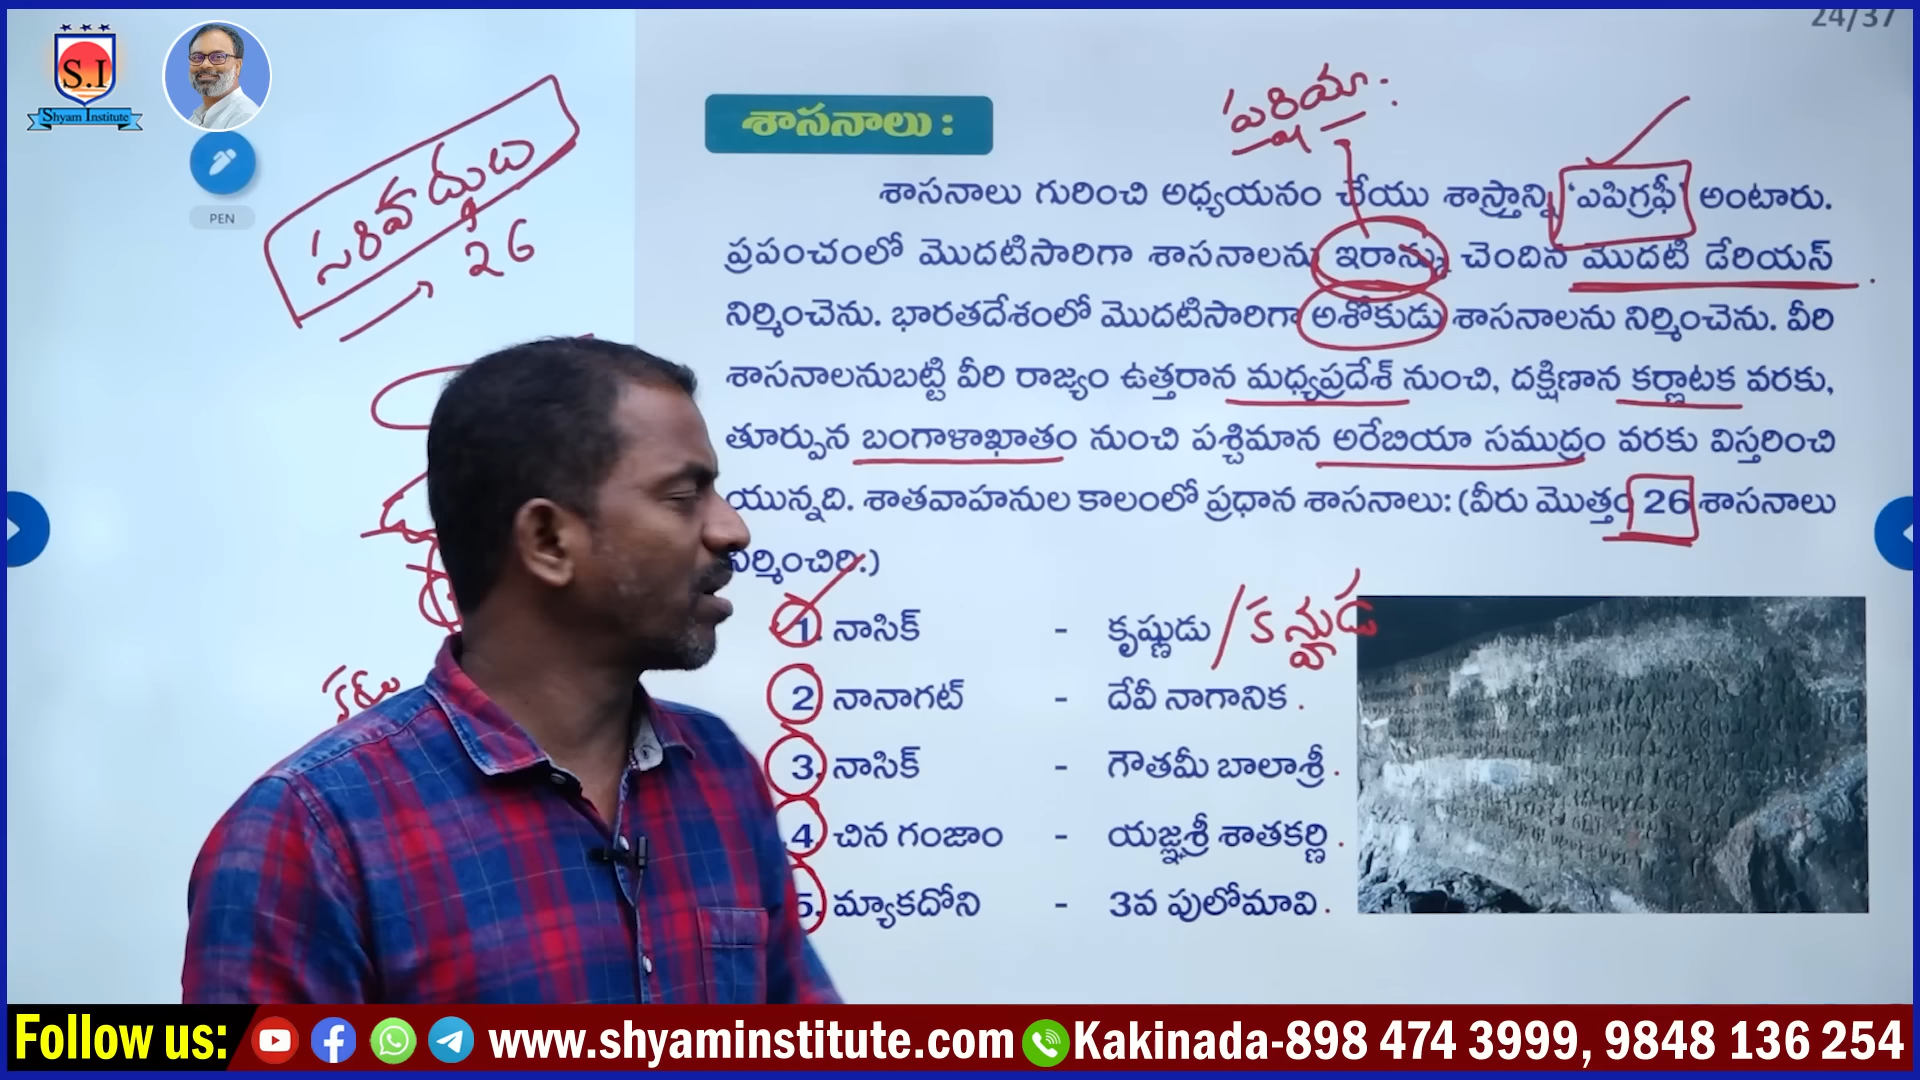 24/37
S.I
Shyam Institute
PEN
26
పర్షియా
శాసనాలు :
శాసనాలు గురించి అధ్యయనం చేయు శాస్త్రాన్ని 'ఎపిగ్రఫీ' అంటారు.
ప్రపంచంలో మొదటిసారిగా శాసనాలను ఇరాన్కు చెందిన మొదటి డేరియస్
నిర్మించెను. భారతదేశంలో మొదటిసారిగా అశోకుడు శాసనాలను నిర్మించెను. వీరి
శాసనాలనుబట్టి వీరి రాజ్యం ఉత్తరాన మధ్యప్రదేశ్ నుంచి, దక్షిణాన కర్ణాటక వరకు,
తూర్పున బంగాళాఖాతం నుంచి పశ్చిమాన అరేబియా సముద్రం వరకు విస్తరించి
యున్నది. శాతవాహనుల కాలంలో ప్రధాన శాసనాలు: (వీరు మొత్తం 26 శాసనాలు
నిర్మించిరి.)
1. నాసిక్ - కృష్ణుడు / కన్హుడ
2 నానాగట్ - దేవీ నాగానిక
3. నాసిక్ - గౌతమీ బాలాశ్రీ
4 చిన గంజాం - యజ్ఞశ్రీ శాతకర్ణి
5. మ్యాకదోని - 3వ పులోమావి
Follow us: www.shyaminstitute.com Kakinada-898 474 3999, 9848 136 254